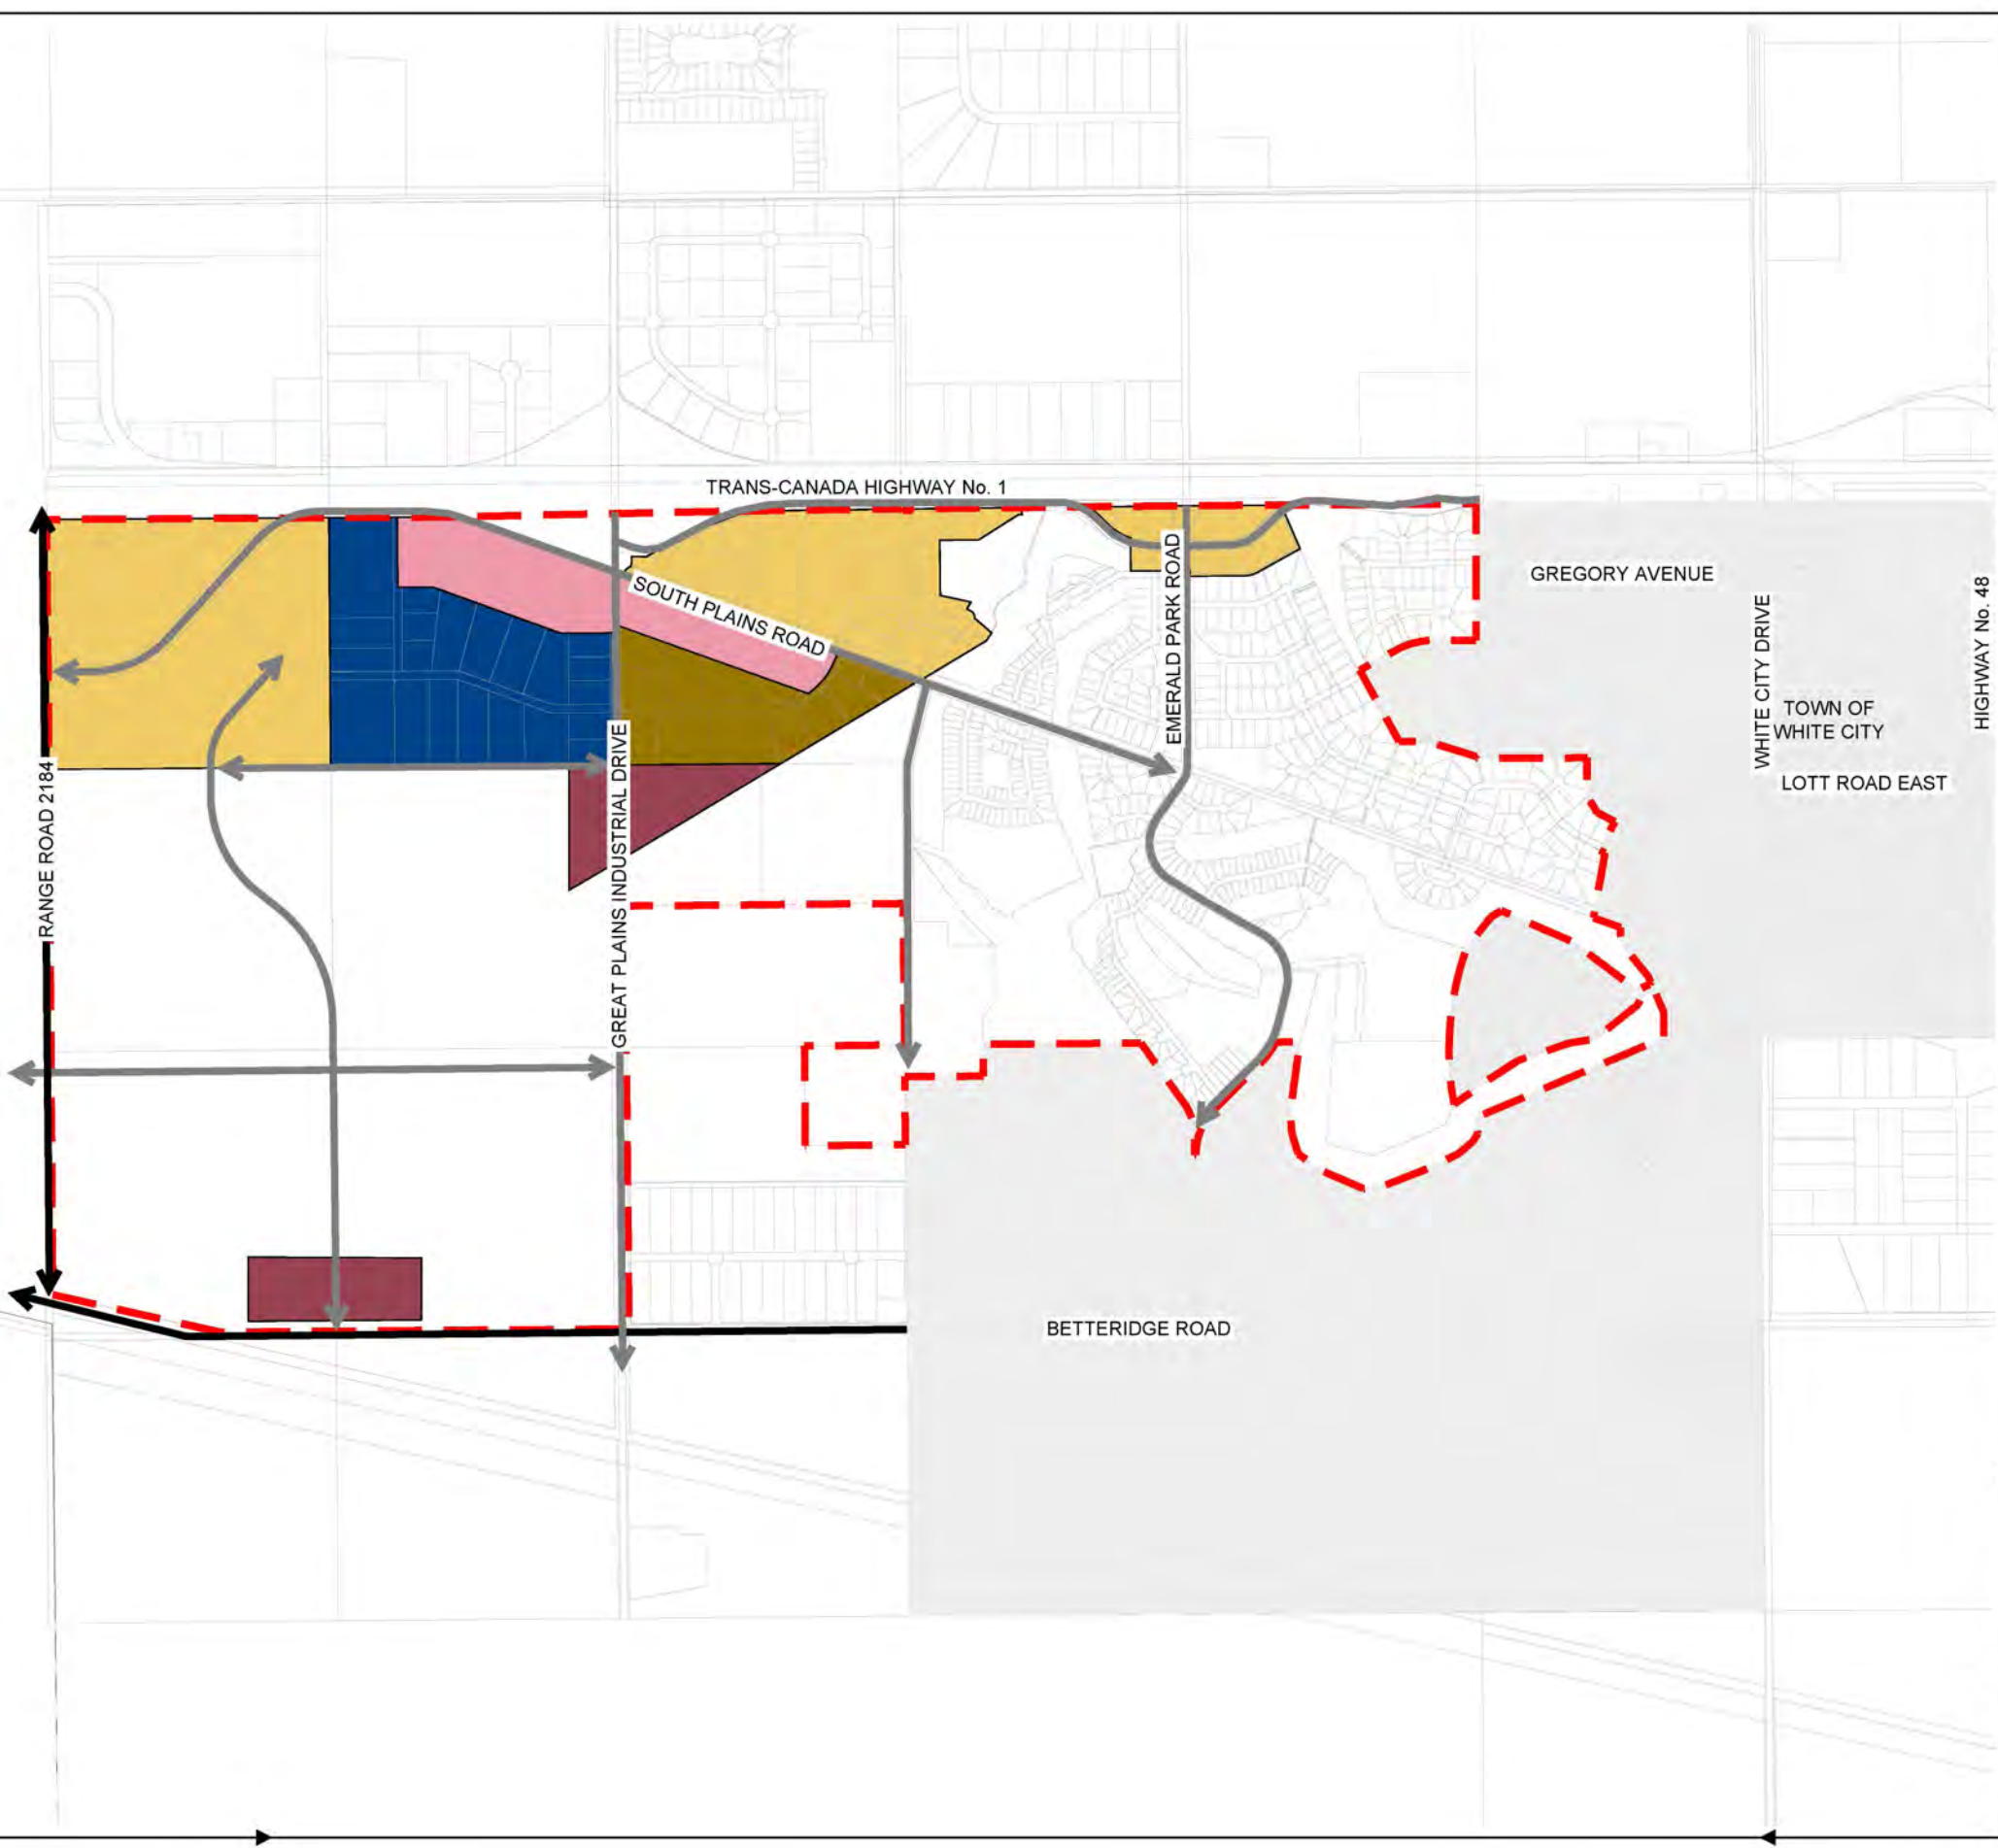 TRANS-CANADA HIGHWAY No. 1
SOUTH PLAINS ROAD
EMERALD PARK ROAD
GREGORY AVENUE
WHITE CITY DRIVE
HIGHWAY No. 48
TOWN OF
WHITE CITY
LOTT ROAD EAST
RANGE ROAD 2184
GREAT PLAINS INDUSTRIAL DRIVE
BETTERIDGE ROAD